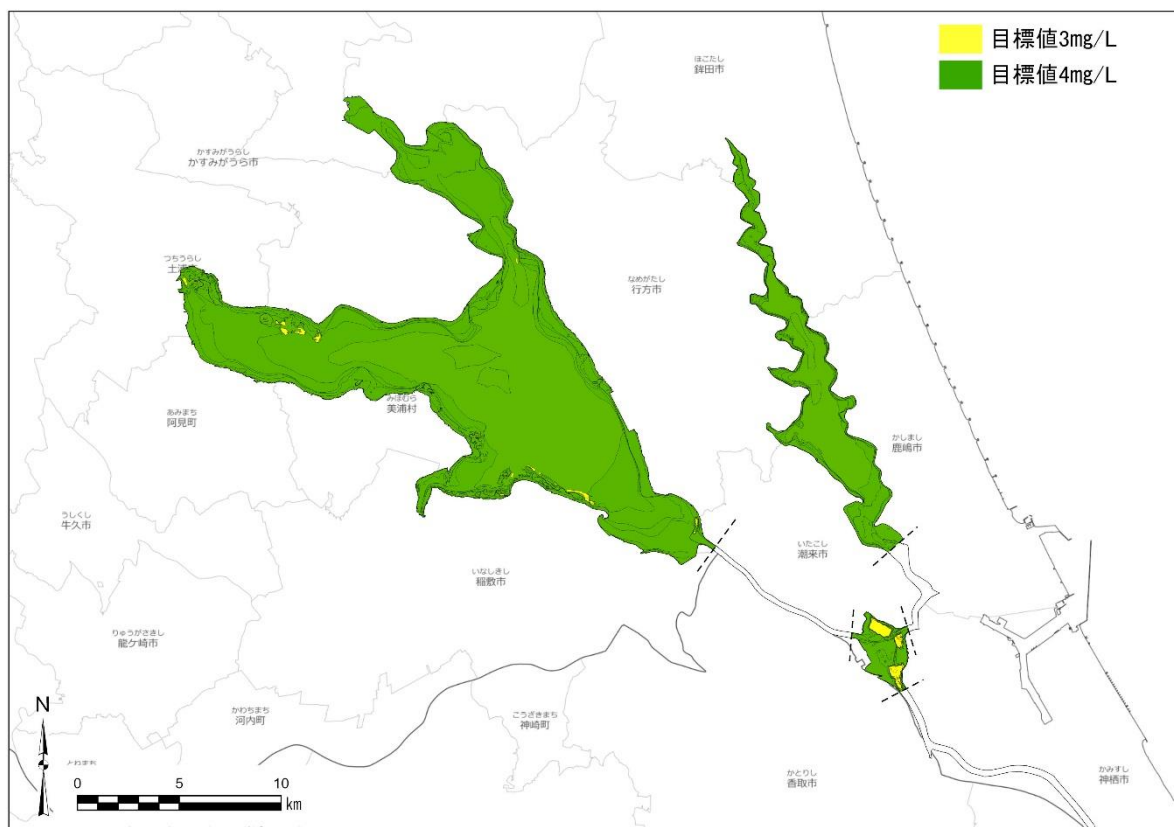 目標値3mg/L
目標値4mg/L
ほこたし
鉾田市
かすみがうらし
かすみがうら市
つちうらし
なめがたし
行方市
みほむら
美浦村
あみまち
阿見町
かしまし
鹿嶋市
うしくし
牛久市
いたこし
潮来市
いなしきし
稲敷市
りゅうがさきし
龍ケ崎市
かわちまち
河内町
こうざきまち
神崎町
かとりし
香取市
かみすし
神栖市
N
0 5 10
km